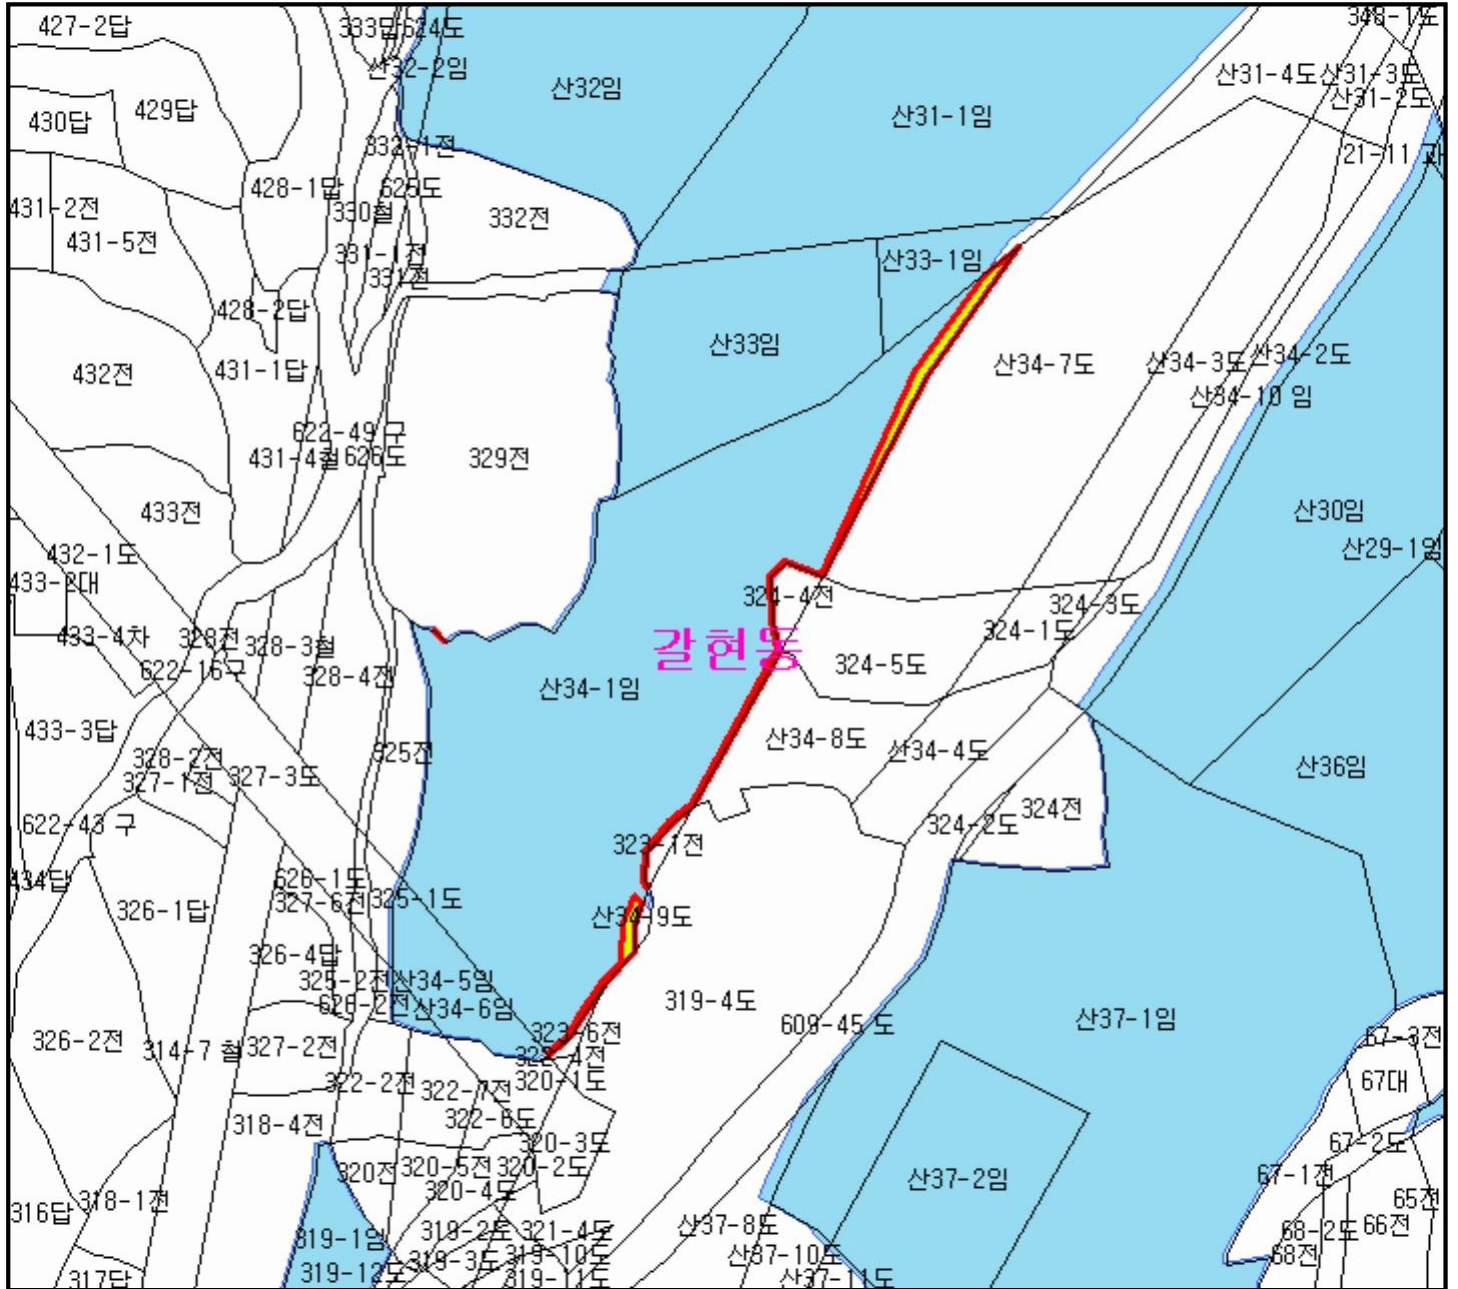 427-2답
333답
624도
348-1도
산32-2임
산32임
산31-4도
산31-3도
산31-2도
429답
430답
산31-1임
332-1전
21-11 과
428-1답
625도
431-2전
330철
332전
431-5전
331-1전
331전
산33-1임
428-2답
산33임
산34-7도
산34-3도
산34-2도
432전
431-1답
산34-10 임
622-49 구
431-4철
626도
329전
433전
산30임
432-1도
산29-1임
433-2대
324-4전
324-3도
433-4차
328전
328-3철
갈현동
324-1도
622-16구
328-4전
324-5도
산34-1임
433-3답
산34-8도
산34-4도
328-2전
325전
327-1전
327-3도
산36임
622-43 구
324-2도
324전
323-1전
434답
626-1도
327-6전
325-1도
326-1답
산34-9도
326-4답
325-2전
산34-5임
319-4도
626-2전
산34-6임
609-45 도
산37-1임
326-2전
314-7 철
327-2전
323-6전
67-3전
320-1도
322-2전
322-7전
67대
318-4전
322-6도
320-3도
67-2도
320전
320-5전
320-2도
67-1전
320-4도
산37-2임
316답
318-1전
65전
319-1임
319-2도
321-4도
산37-8도
68-2도
66전
319-3도
319-10도
산37-10도
68전
317답
319-12도
319-11도
산37-11도